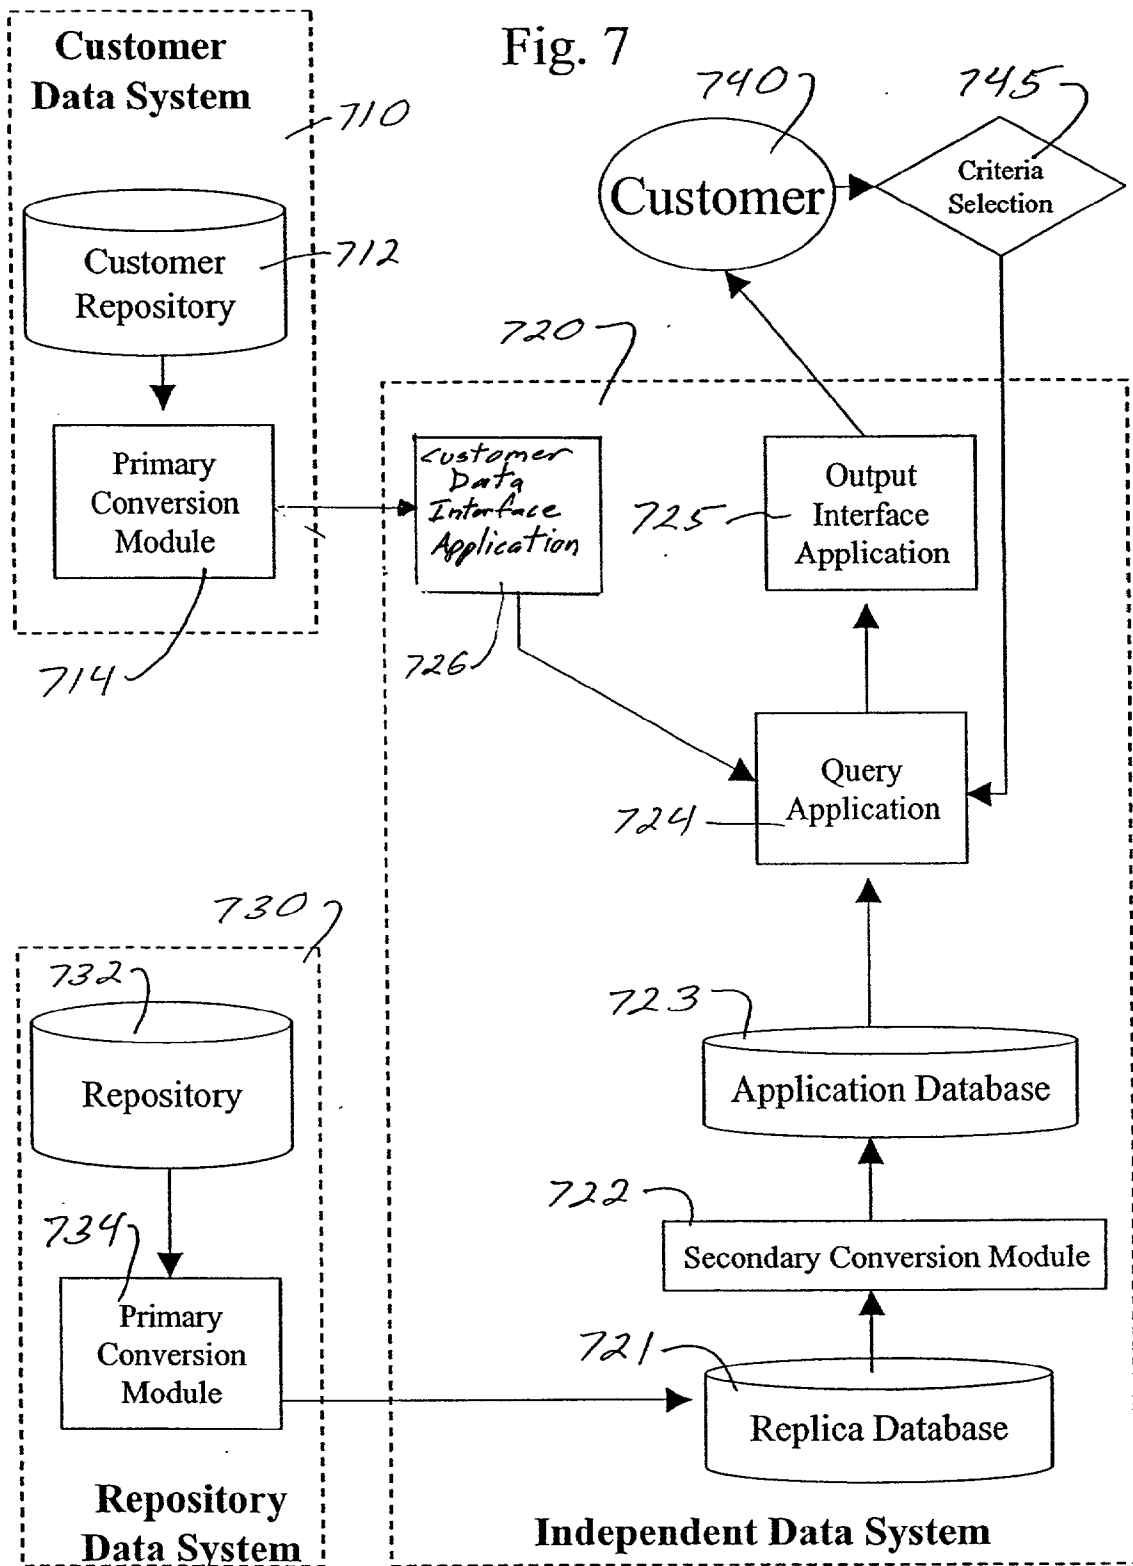 Fig. 7
Customer
Data System
710
Customer
Repository
712
Primary
Conversion
Module
714
740
Customer
745
Criteria
Selection
720
Customer
Data
Interface
Application
726
Output
Interface
Application
725
Query
Application
724
730
732
Repository
734
Primary
Conversion
Module
Repository
Data System
723
Application Database
722
Secondary Conversion Module
721
Replica Database
Independent Data System